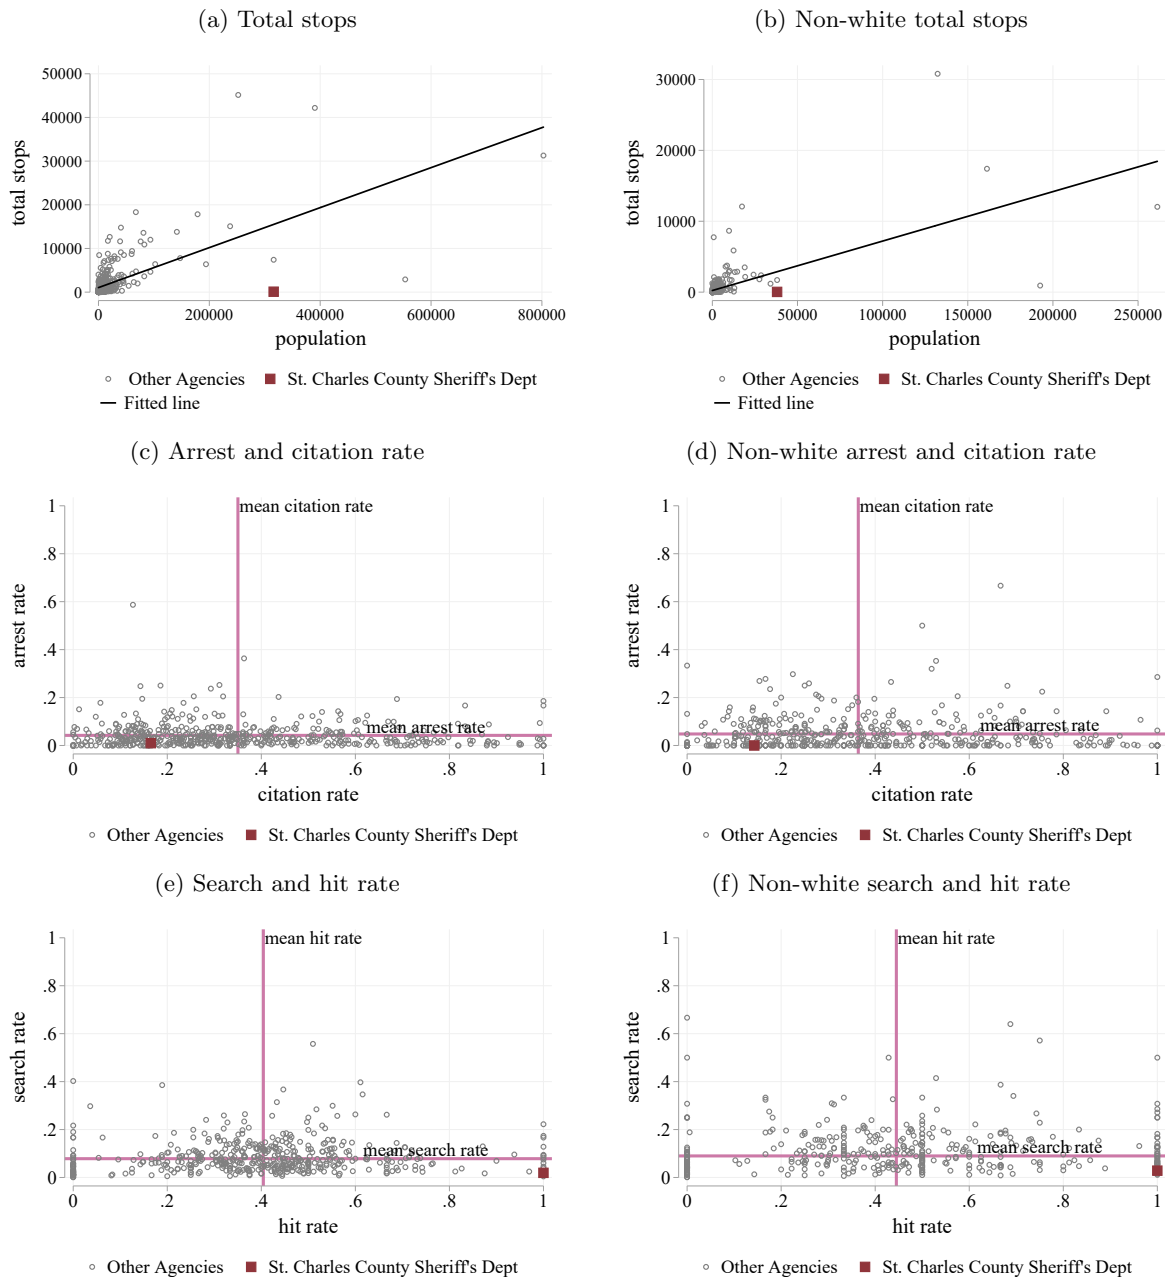 (a) Total stops
(b) Non-white total stops
50000
40000
30000
20000
10000
0
total stops
0
200000
400000
600000
800000
population
Other Agencies
St. Charles County Sheriff's Dept
Fitted line
30000
20000
10000
0
total stops
0
50000
100000
150000
200000
250000
population
Other Agencies
St. Charles County Sheriff's Dept
Fitted line
(c) Arrest and citation rate
(d) Non-white arrest and citation rate
1
.8
.6
.4
.2
0
arrest rate
mean citation rate
mean arrest rate
0
.2
.4
.6
.8
1
citation rate
Other Agencies
St. Charles County Sheriff's Dept
1
.8
.6
.4
.2
0
arrest rate
mean citation rate
mean arrest rate
0
.2
.4
.6
.8
1
citation rate
Other Agencies
St. Charles County Sheriff's Dept
(e) Search and hit rate
(f) Non-white search and hit rate
1
.8
.6
.4
.2
0
search rate
mean hit rate
mean search rate
0
.2
.4
.6
.8
1
hit rate
Other Agencies
St. Charles County Sheriff's Dept
1
.8
.6
.4
.2
0
search rate
mean hit rate
mean search rate
0
.2
.4
.6
.8
1
hit rate
Other Agencies
St. Charles County Sheriff's Dept